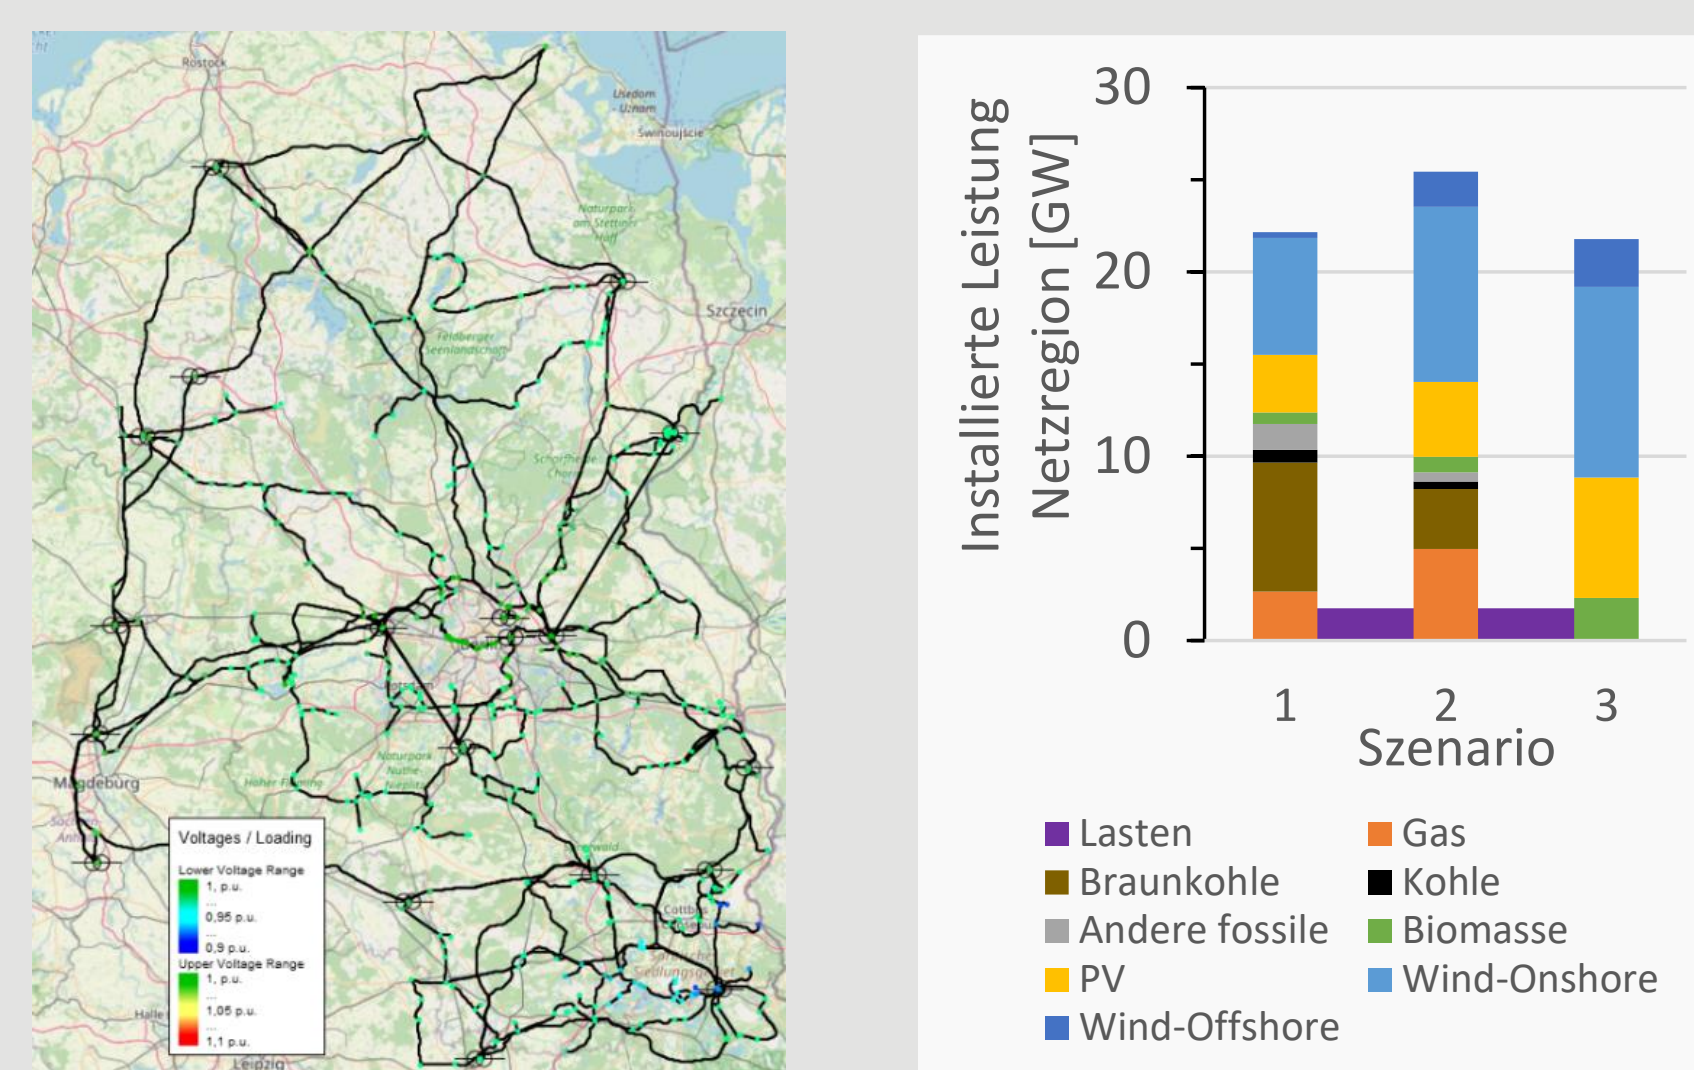 Rostock
Usedom
- Uznam
Świnoujście
Naturpark
am Stettiner
Haff
Szczecin
Feldberger
Seenlandschaft
Schorfheide
Potsdam
Naturpark
Nuthe-
Nieplitz
Hoher Fläming
Magdeburg
Cottbus
Siedlungsgebiet
Halle
Leipzig
Voltages / Loading
Lower Voltage Range
1, p.u.
...
0,95 p.u.
...
0,9 p.u.
Upper Voltage Range
1, p.u.
...
1,05 p.u.
...
1,1 p.u.
Installierte Leistung
Netzregion [GW]
30
20
10
0
1 2 3
Szenario
Lasten Gas
Braunkohle Kohle
Andere fossile Biomasse
PV Wind-Onshore
Wind-Offshore